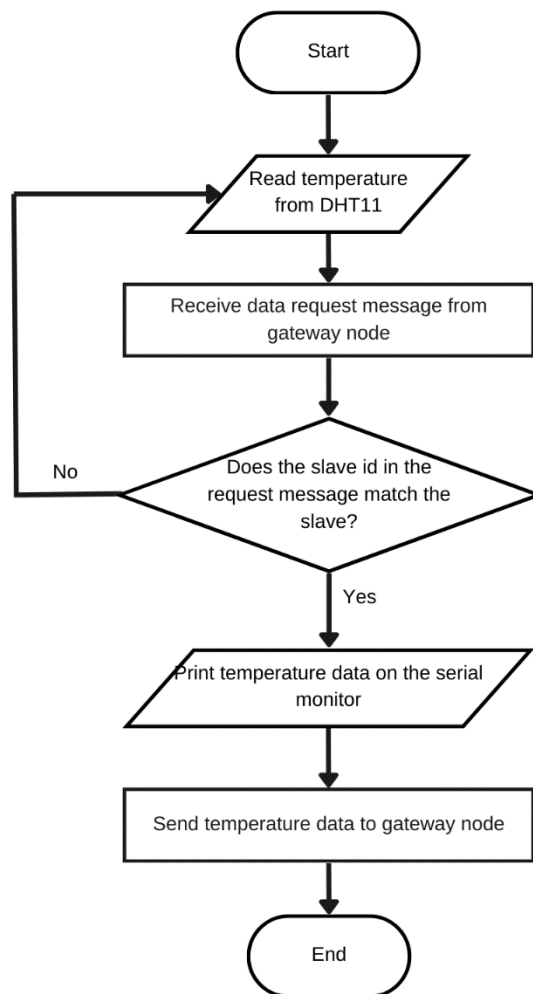 Start
Read temperature
from DHT11
Receive data request message from
gateway node
Does the slave id in the
request message match the
slave?
No
Yes
Print temperature data on the serial
monitor
Send temperature data to gateway node
End